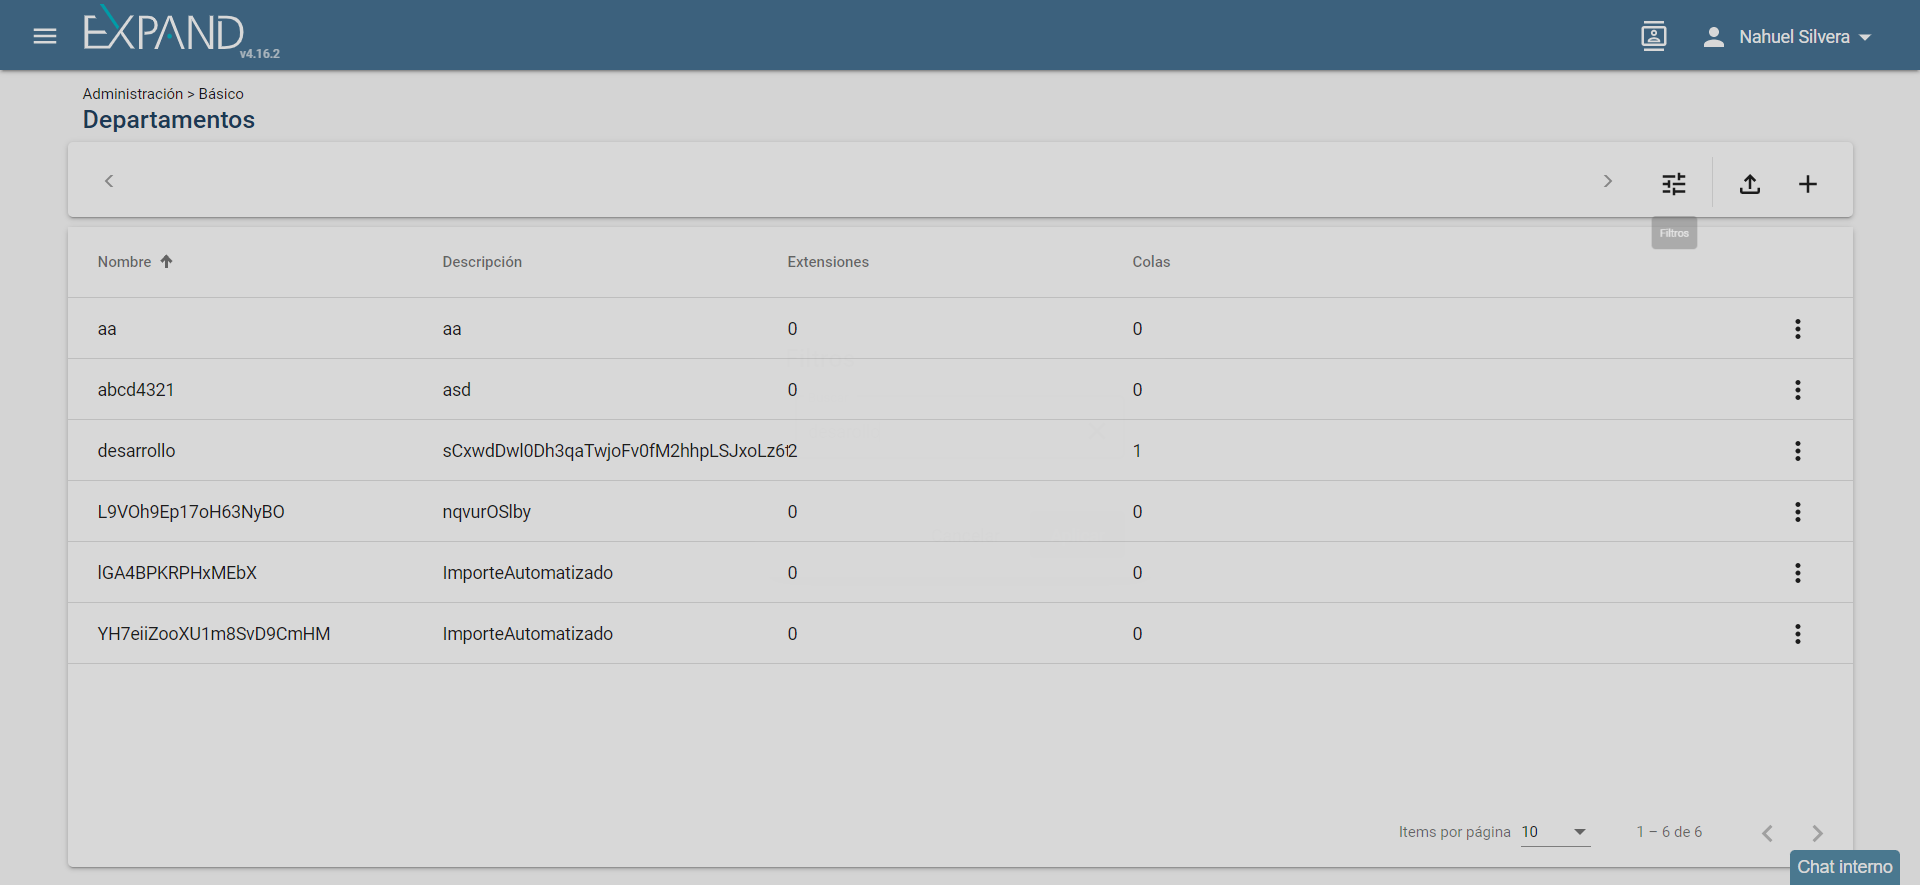 EXPAND
v4.16.2
Nahuel Silvera
Administración > Básico
Departamentos
Filtros
Nombre Descripción Extensiones Colas
aa aa 0 0
abcd4321 asd 0 0
desarrollo 2 1
L9VOh9Ep17oH63NyBO nqvurOSlby 0 0
lGA4BPKRPHxMEbX ImporteAutomatizado 0 0
YH7eiiZooXU1m8SvD9CmHM ImporteAutomatizado 0 0
Items por página 10 1 – 6 de 6
Chat interno